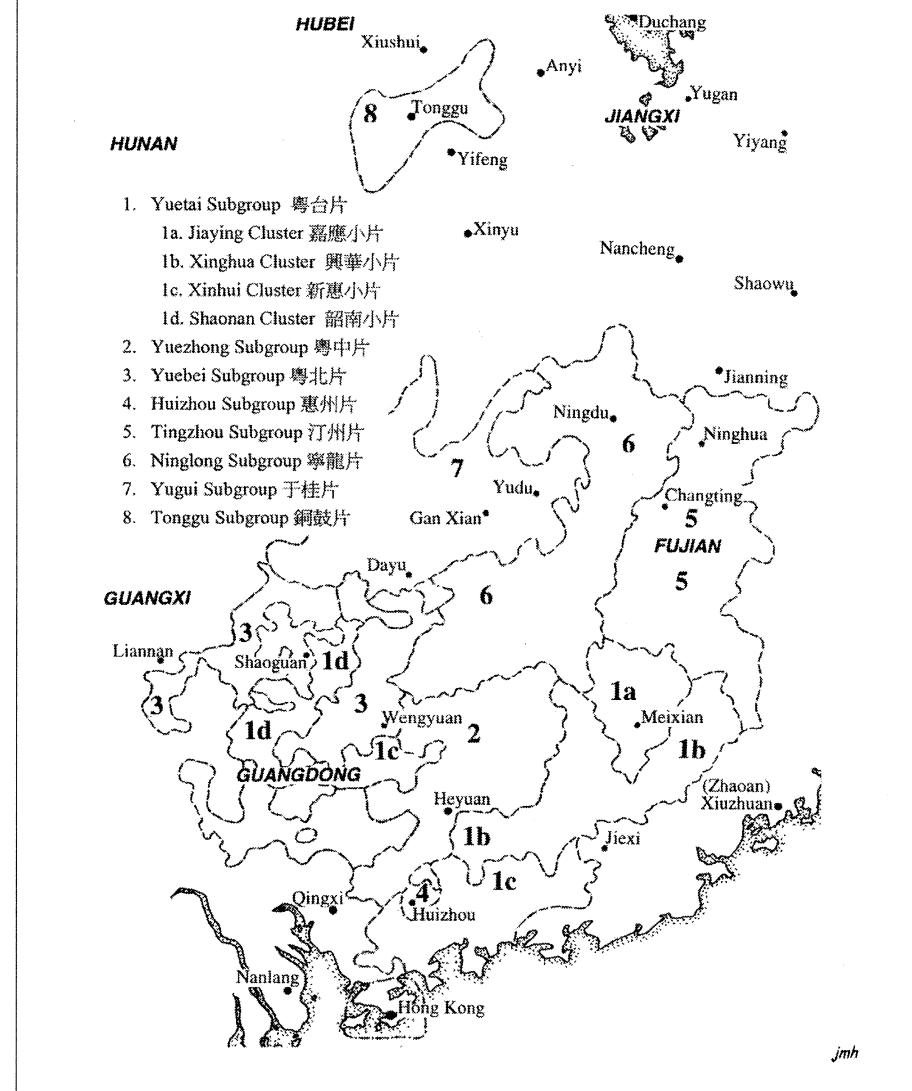 HUBEI
Xiushui
Duchang
Anyi
Yugan
8
Tonggu
JIANGXI
HUNAN
Yifeng
Yiyang
1. Yuetai Subgroup 粵台片
1a. Jiaying Cluster 嘉應小片
1b. Xinghua Cluster 興華小片
1c. Xinhui Cluster 新惠小片
1d. Shaonan Cluster 韶南小片
2. Yuezhong Subgroup 粵中片
3. Yuebei Subgroup 粵北片
4. Huizhou Subgroup 惠州片
5. Tingzhou Subgroup 汀州片
6. Ninglong Subgroup 寧龍片
7. Yugui Subgroup 于桂片
8. Tonggu Subgroup 銅鼓片
Xinyu
Nancheng
Shaowu
Jianning
Ningdu
6
Ninghua
7
Yudu
Changting
5
Gan Xian
FUJIAN
Dayu
5
6
GUANGXI
3
Liannan
Shaoguan
1d
1a
3
3
Wengyuan
Meixian
1d
2
1c
1b
GUANGDONG
(Zhaoan)
Xiuzhuan
Heyuan
1b
Jiexi
1c
4
Qingxi
Huizhou
Nanlang
Hong Kong
jmh